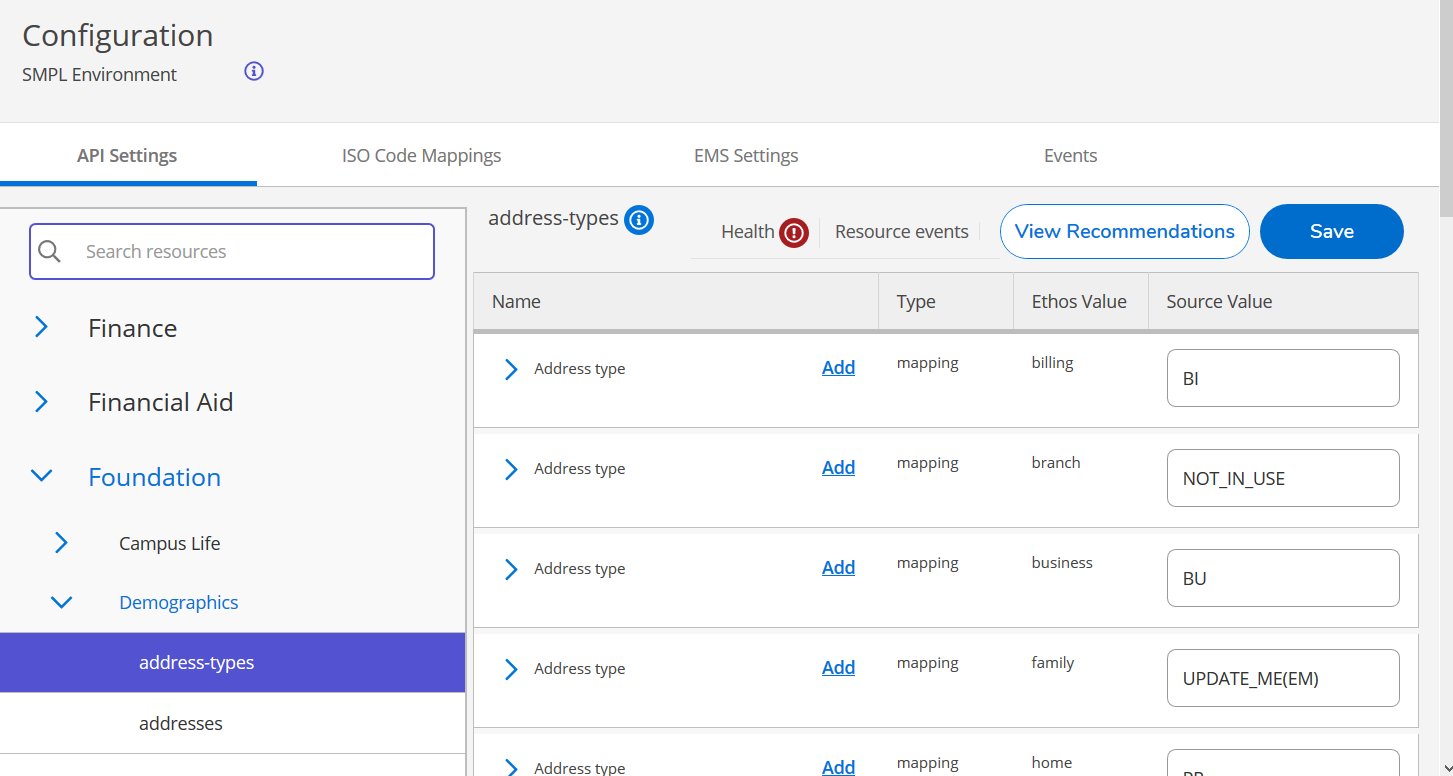 Configuration
SMPL Environment
API Settings
ISO Code Mappings
EMS Settings
Events
Search resources
Finance
Financial Aid
Foundation
Campus Life
Demographics
address-types
addresses
address-types
Health
Resource events
View Recommendations
Save
Name Type Ethos Value Source Value
Address type Add mapping billing BI
Address type Add mapping branch NOT_IN_USE
Address type Add mapping business BU
Address type Add mapping family UPDATE_ME(EM)
Address type Add mapping home